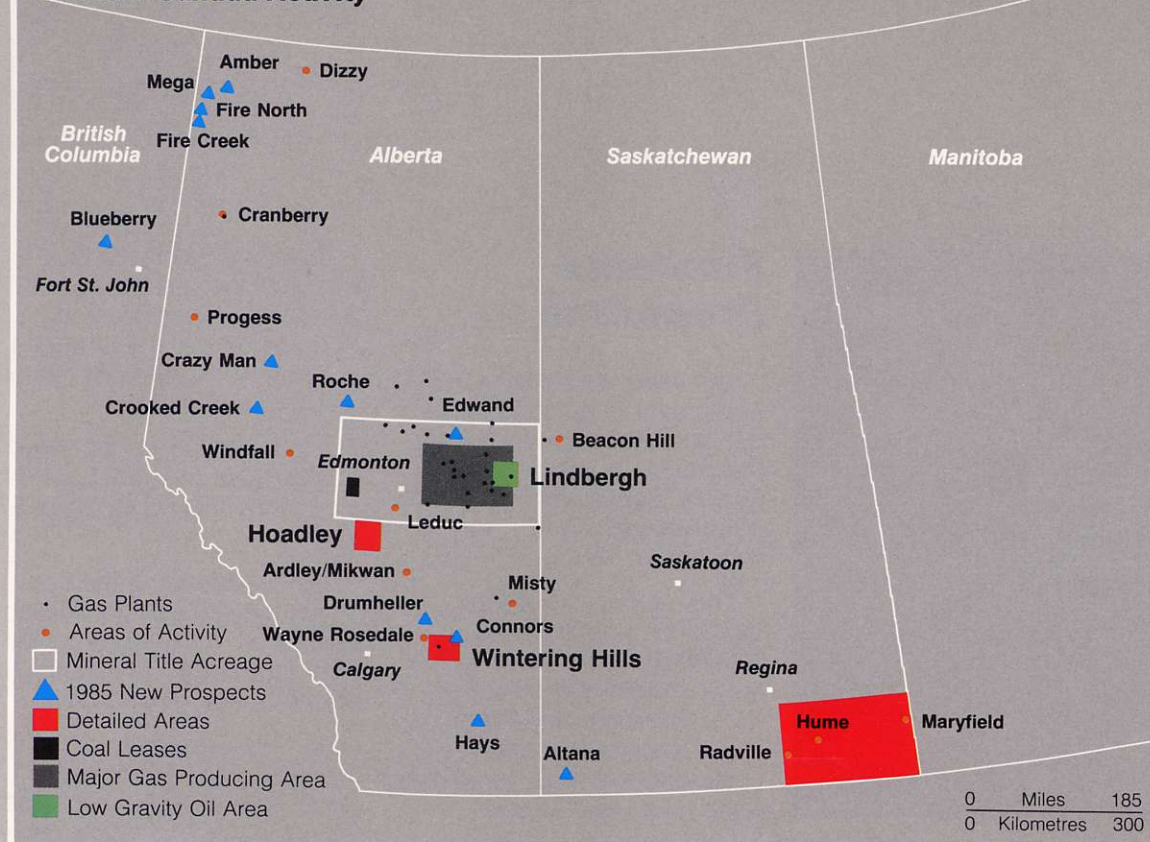 Amber
Dizzy
Mega
Fire North
Fire Creek
British
Columbia
Alberta
Saskatchewan
Manitoba
Blueberry
Cranberry
Fort St. John
Progess
Crazy Man
Roche
Crooked Creek
Edwand
Windfall
Beacon Hill
Edmonton
Lindbergh
Leduc
Hoadley
Saskatoon
Ardley/Mikwan
Misty
Drumheller
Connors
Wayne Rosedale
Wintering Hills
Calgary
Regina
Hume
Maryfield
Hays
Altana
Radville
Gas Plants
Areas of Activity
Mineral Title Acreage
1985 New Prospects
Detailed Areas
Coal Leases
Major Gas Producing Area
Low Gravity Oil Area
0 Miles 185
0 Kilometres 300